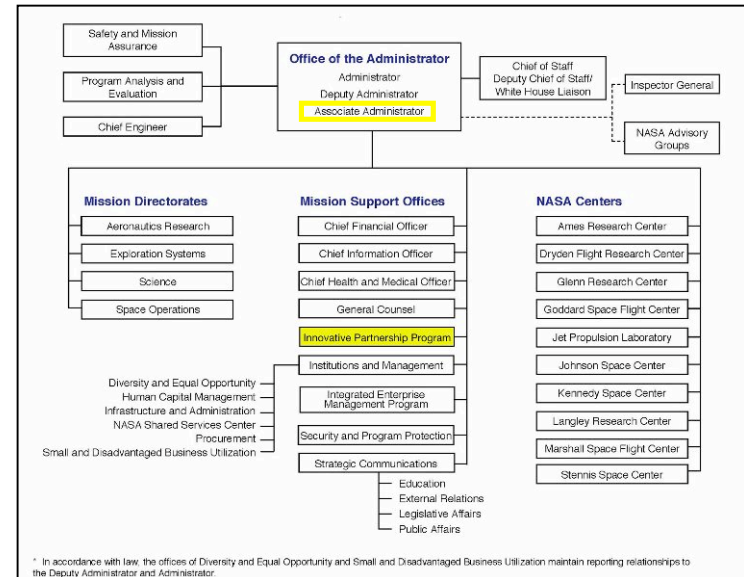 Safety and Mission
Assurance
Program Analysis and
Evaluation
Chief Engineer
Office of the Administrator
Administrator
Deputy Administrator
Associate Administrator
Chief of Staff
Deputy Chief of Staff/
White House Liaison
Inspector General
NASA Advisory
Groups
Mission Directorates
Aeronautics Research
Exploration Systems
Science
Space Operations
Mission Support Offices
Chief Financial Officer
Chief Information Officer
Chief Health and Medical Officer
General Counsel
Innovative Partnership Program
Institutions and Management
Diversity and Equal Opportunity
Human Capital Management
Infrastructure and Administration
NASA Shared Services Center
Procurement
Small and Disadvantaged Business Utilization
Integrated Enterprise
Management Program
Security and Program Protection
Strategic Communications
Education
External Relations
Legislative Affairs
Public Affairs
NASA Centers
Ames Research Center
Dryden Flight Research Center
Glenn Research Center
Goddard Space Flight Center
Jet Propulsion Laboratory
Johnson Space Center
Kennedy Space Center
Langley Research Center
Marshall Space Flight Center
Stennis Space Center
* In accordance with law, the offices of Diversity and Equal Opportunity and Small and Disadvantaged Business Utilization maintain reporting relationships to
the Deputy Administrator and Administrator.